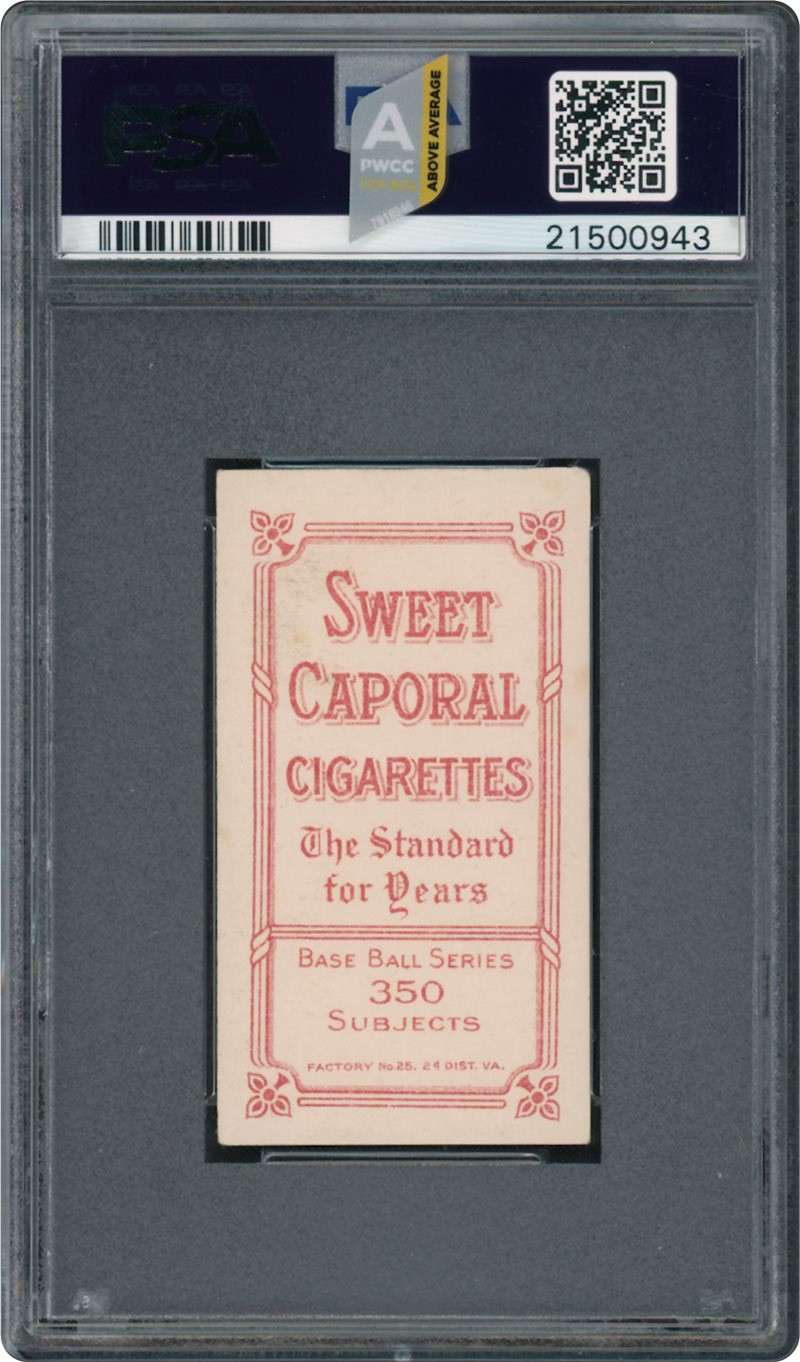 PSA
A
PWCC
ABOVE AVERAGE
7918946
21500943
SWEET
CAPORAL
CIGARETTES
The Standard
for Years
BASE BALL SERIES
350
SUBJECTS
FACTORY No. 25, 2d DIST. VA.